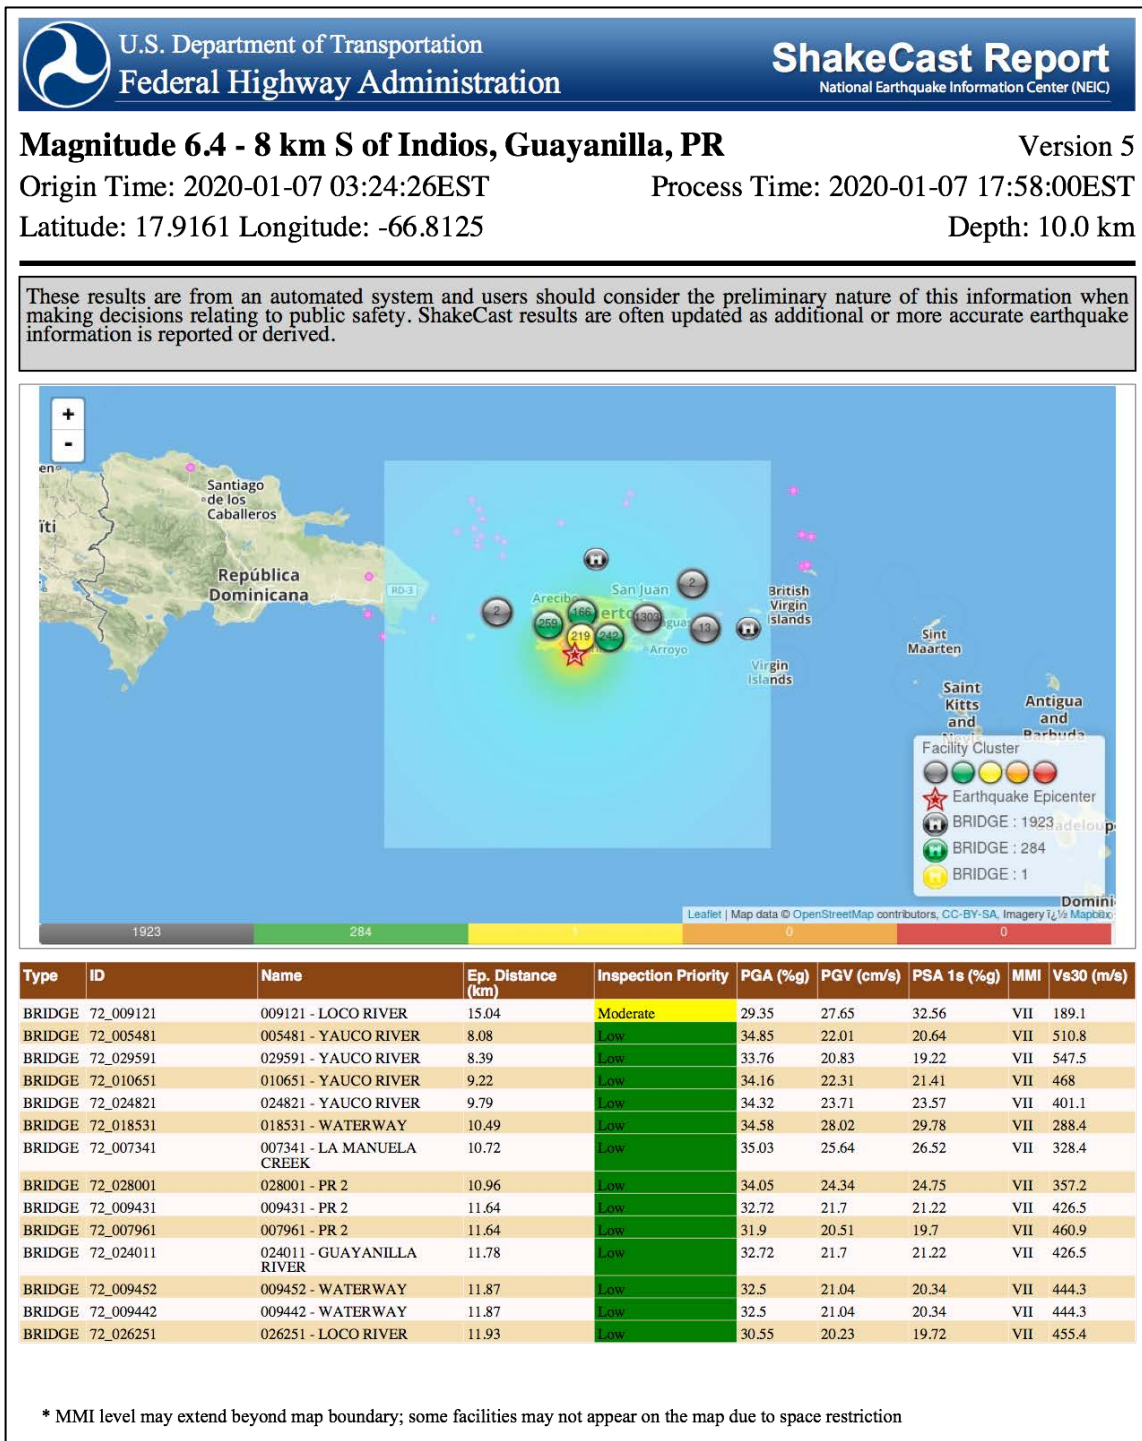 U.S. Department of Transportation
Federal Highway Administration
ShakeCast Report
National Earthquake Information Center (NEIC)
Magnitude 6.4 - 8 km S of Indios, Guayanilla, PR
Version 5
Origin Time: 2020-01-07 03:24:26EST
Process Time: 2020-01-07 17:58:00EST
Latitude: 17.9161 Longitude: -66.8125
Depth: 10.0 km
These results are from an automated system and users should consider the preliminary nature of this information when
making decisions relating to public safety. ShakeCast results are often updated as additional or more accurate earthquake
information is reported or derived.
+
-
en
ïti
Santiago
de los
Caballeros
República
Dominicana
RD-3
Arecibo
San Juan
erto
aguas
Arroyo
2
259
166
219
242
1303
2
13
British
Virgin
Islands
Virgin
Islands
Sint
Maarten
Saint
Kitts
and
Antigua
and
Barbuda
Facility Cluster
Earthquake Epicenter
BRIDGE : 1923
BRIDGE : 284
BRIDGE : 1
adeloup
Domini
Leaflet | Map data © OpenStreetMap contributors, CC-BY-SA, Imagery ï¿½ Mapbox
1923 284 1 0 0
Type ID Name Ep. Distance (km) Inspection Priority PGA (%g) PGV (cm/s) PSA 1s (%g) MMI Vs30 (m/s)
BRIDGE 72_009121 009121 - LOCO RIVER 15.04 Moderate 29.35 27.65 32.56 VII 189.1
BRIDGE 72_005481 005481 - YAUCO RIVER 8.08 Low 34.85 22.01 20.64 VII 510.8
BRIDGE 72_029591 029591 - YAUCO RIVER 8.39 Low 33.76 20.83 19.22 VII 547.5
BRIDGE 72_010651 010651 - YAUCO RIVER 9.22 Low 34.16 22.31 21.41 VII 468
BRIDGE 72_024821 024821 - YAUCO RIVER 9.79 Low 34.32 23.71 23.57 VII 401.1
BRIDGE 72_018531 018531 - WATERWAY 10.49 Low 34.58 28.02 29.78 VII 288.4
BRIDGE 72_007341 007341 - LA MANUELA CREEK 10.72 Low 35.03 25.64 26.52 VII 328.4
BRIDGE 72_028001 028001 - PR 2 10.96 Low 34.05 24.34 24.75 VII 357.2
BRIDGE 72_009431 009431 - PR 2 11.64 Low 32.72 21.7 21.22 VII 426.5
BRIDGE 72_007961 007961 - PR 2 11.64 Low 31.9 20.51 19.7 VII 460.9
BRIDGE 72_024011 024011 - GUAYANILLA RIVER 11.78 Low 32.72 21.7 21.22 VII 426.5
BRIDGE 72_009452 009452 - WATERWAY 11.87 Low 32.5 21.04 20.34 VII 444.3
BRIDGE 72_009442 009442 - WATERWAY 11.87 Low 32.5 21.04 20.34 VII 444.3
BRIDGE 72_026251 026251 - LOCO RIVER 11.93 Low 30.55 20.23 19.72 VII 455.4
* MMI level may extend beyond map boundary; some facilities may not appear on the map due to space restriction